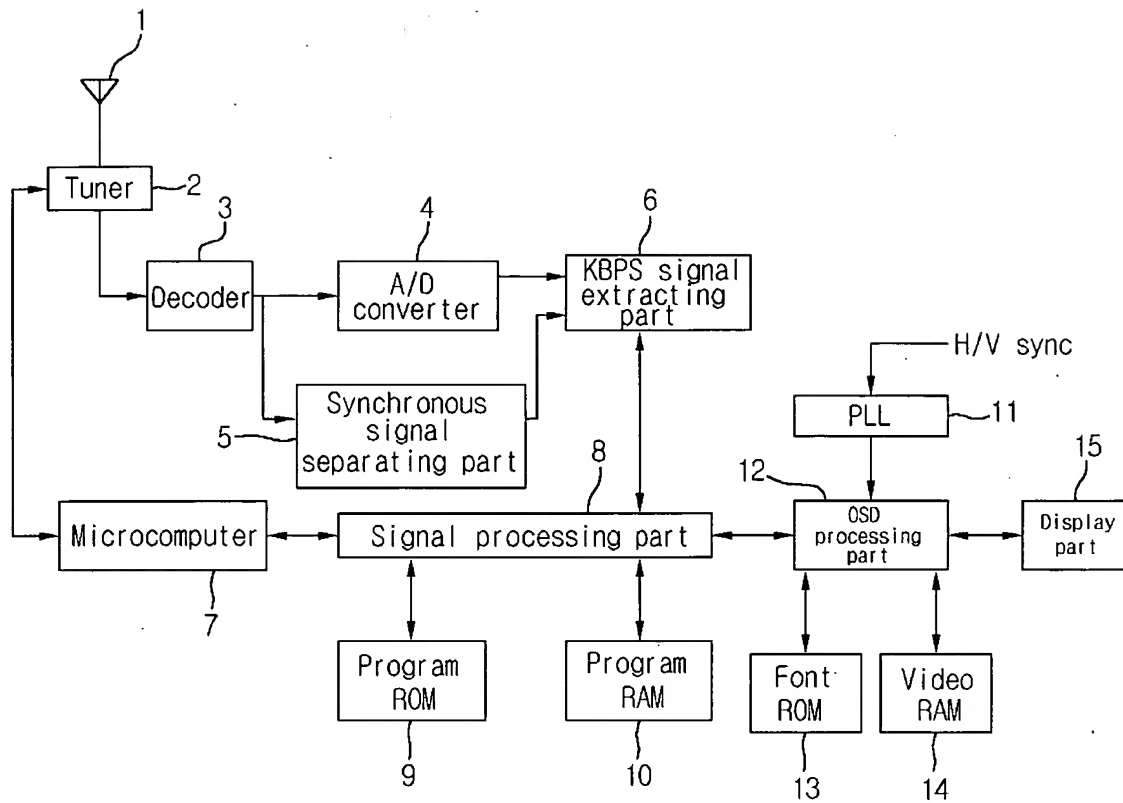 1
Tuner
2
3
4
6
Decoder
A/D
converter
KBPS signal
extracting
part
H/V sync
Synchronous
signal
separating part
5
PLL
11
8
12
15
Microcomputer
7
Signal processing part
OSD
processing
part
Display
part
Program
ROM
9
Program
RAM
10
Font
ROM
13
Video
RAM
14